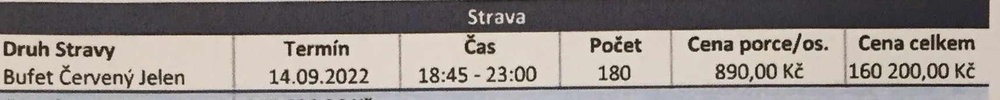 Strava
Druh Stravy Termín Čas Počet Cena porce/os. Cena celkem
Bufet Červený Jelen 14.09.2022 18:45 - 23:00 180 890,00 Kč 160 200,00 Kč